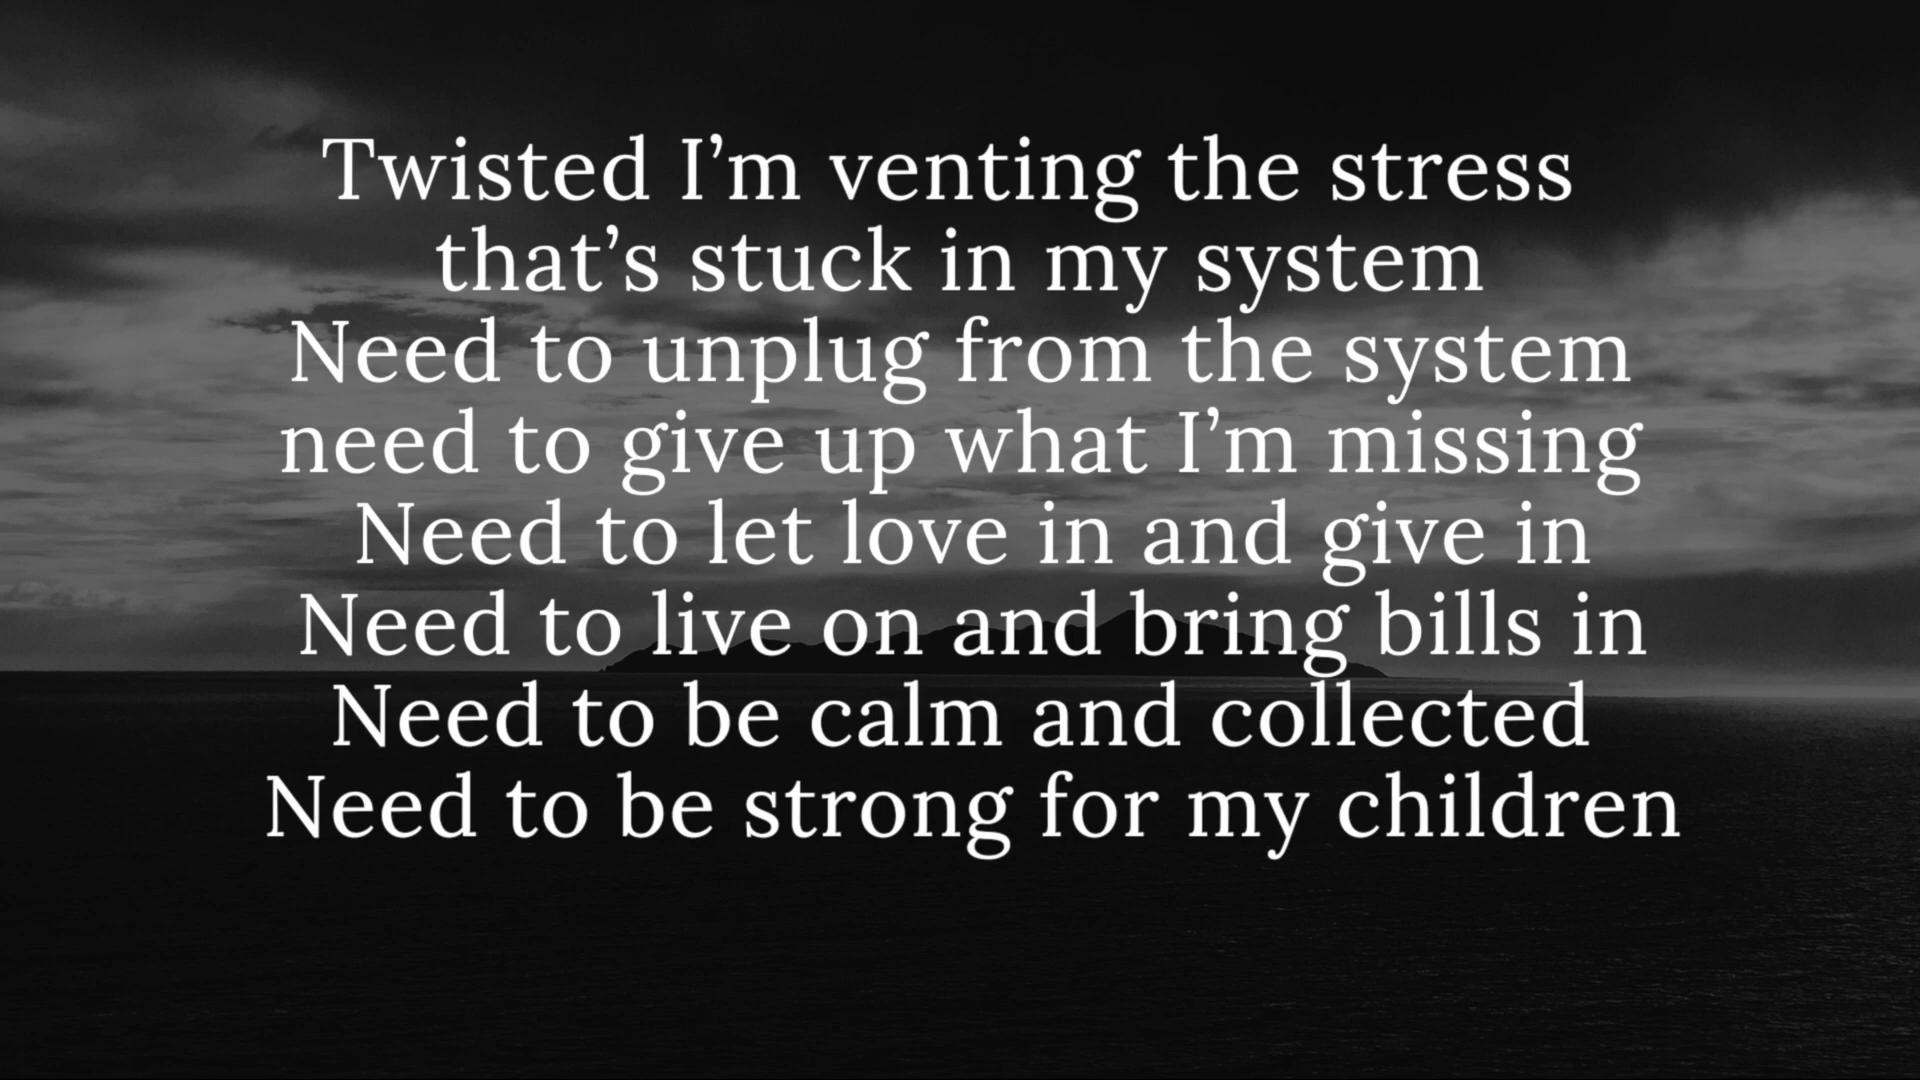 Twisted I’m venting the stress
that’s stuck in my system
Need to unplug from the system
need to give up what I’m missing
Need to let love in and give in
Need to live on and bring bills in
Need to be calm and collected
Need to be strong for my children